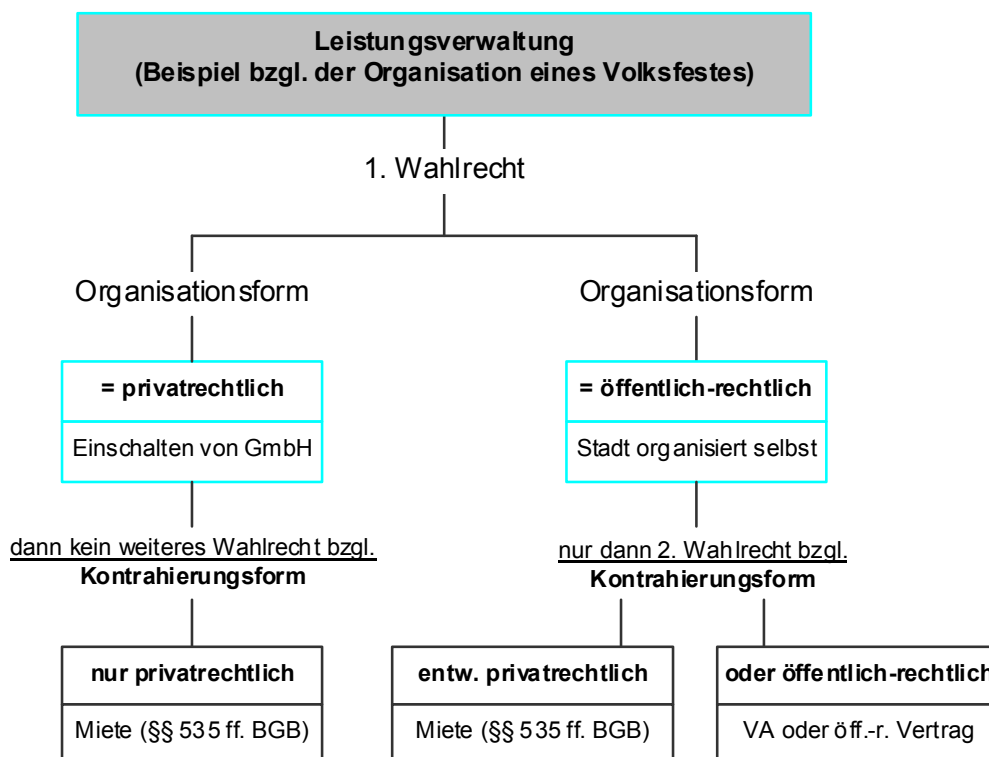 Leistungsverwaltung
(Beispiel bzgl. der Organisation eines Volksfestes)
1. Wahlrecht
Organisationsform
Organisationsform
= privatrechtlich
= öffentlich-rechtlich
Einschalten von GmbH
Stadt organisiert selbst
dann kein weiteres Wahlrecht bzgl.
Kontrahierungsform
nur dann 2. Wahlrecht bzgl.
Kontrahierungsform
nur privatrechtlich
entw. privatrechtlich
oder öffentlich-rechtlich
Miete (§§ 535 ff. BGB)
Miete (§§ 535 ff. BGB)
VA oder öff.-r. Vertrag